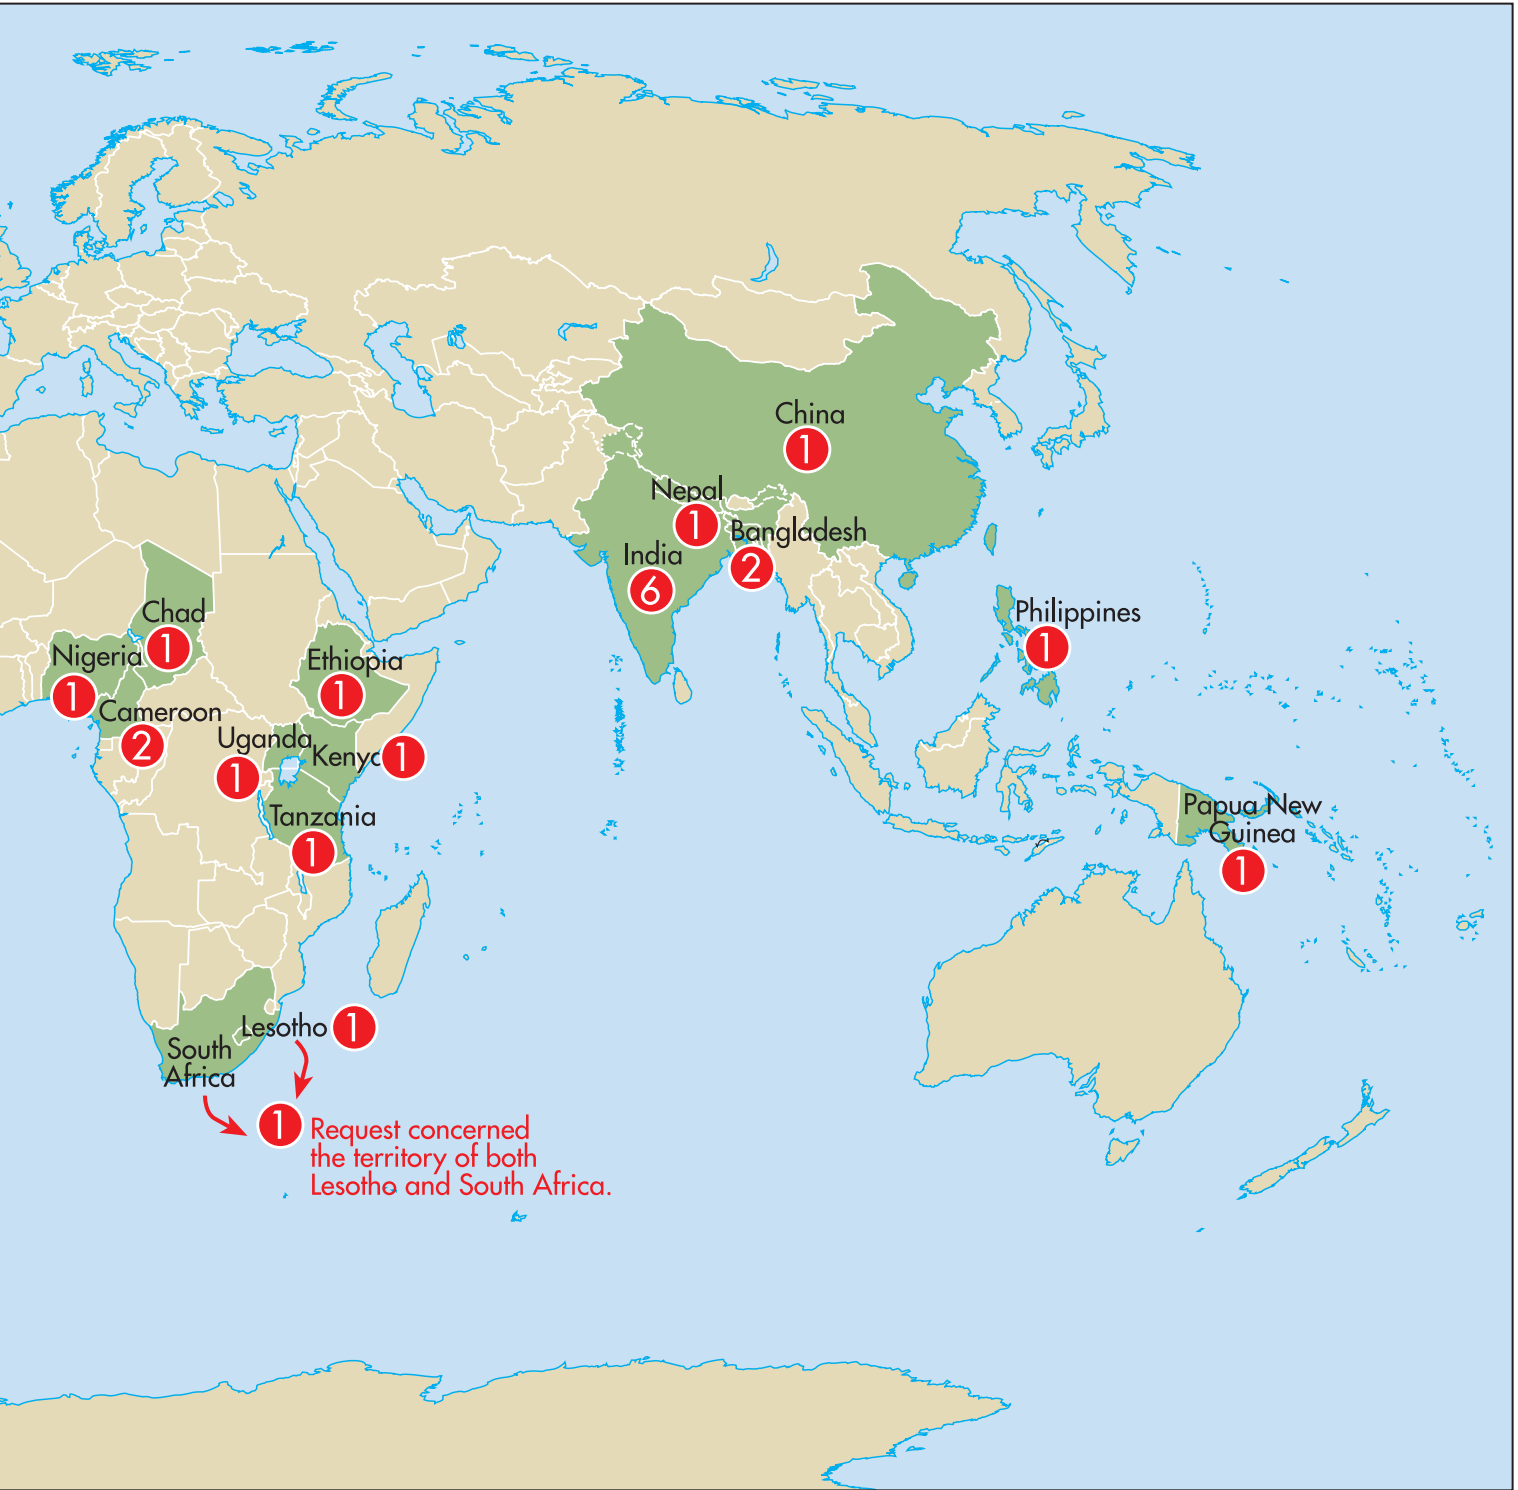 China
1
Nepal
1
Bangladesh
2
India
6
Philippines
1
Chad
1
Nigeria
1
Ethiopia
1
Cameroon
2
Uganda
1
Kenya
1
Tanzania
1
Papua New
Guinea
1
Lesotho 1
South
Africa
1
Request concerned
the territory of both
Lesotho and South Africa.